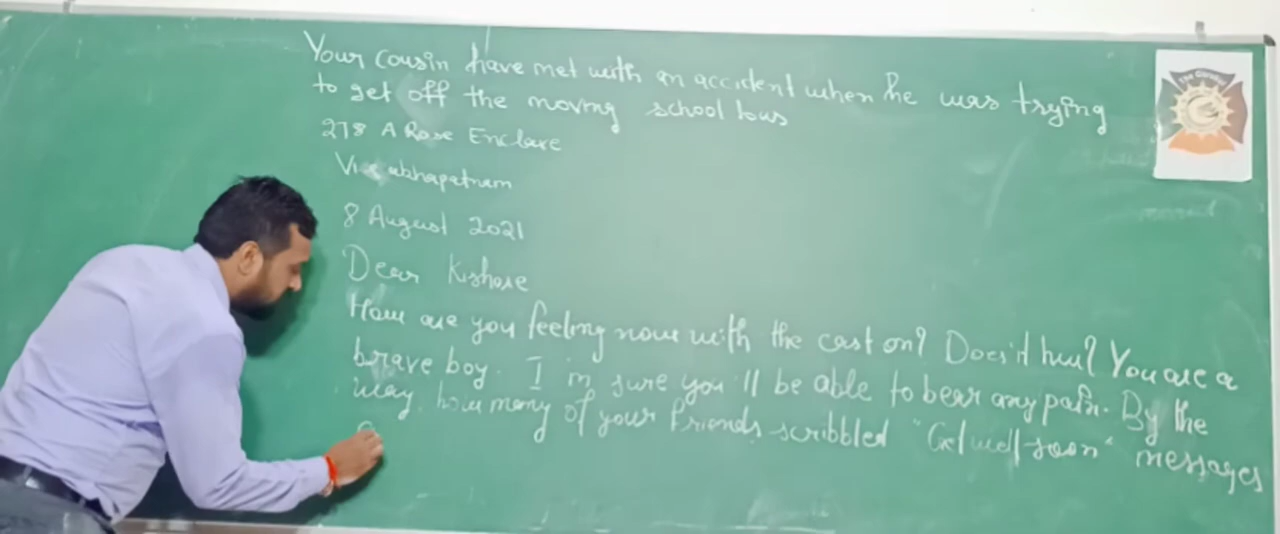 Your cousin have met with an accident when he was trying
to get off the moving school bus
278 A Rose Enclave
8 August 2021
Dear Kishore
How are you feeling now with the cast on? Does it hurt? You are a
brave boy. I m sure you'll be able to bear any pain. By the
way, how many of your friends scribbled "Get well soon" messages